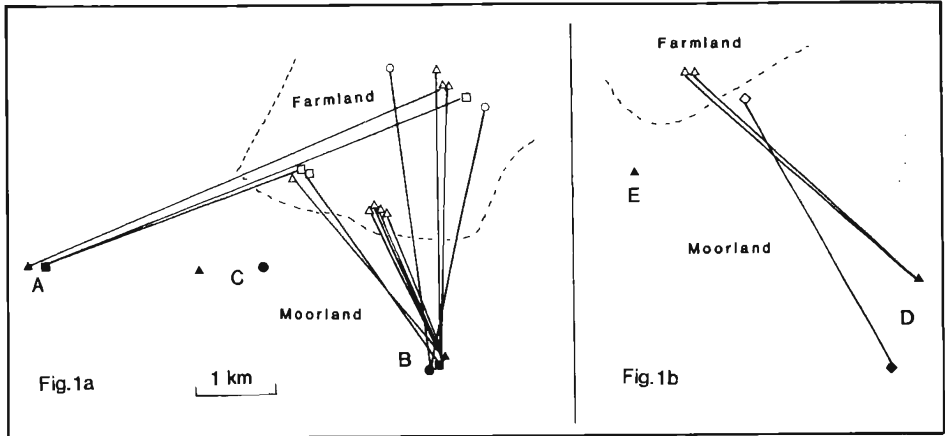 Farmland
A
C
Moorland
B
Fig.1a
1 km
Farmland
E
Moorland
D
Fig.1b